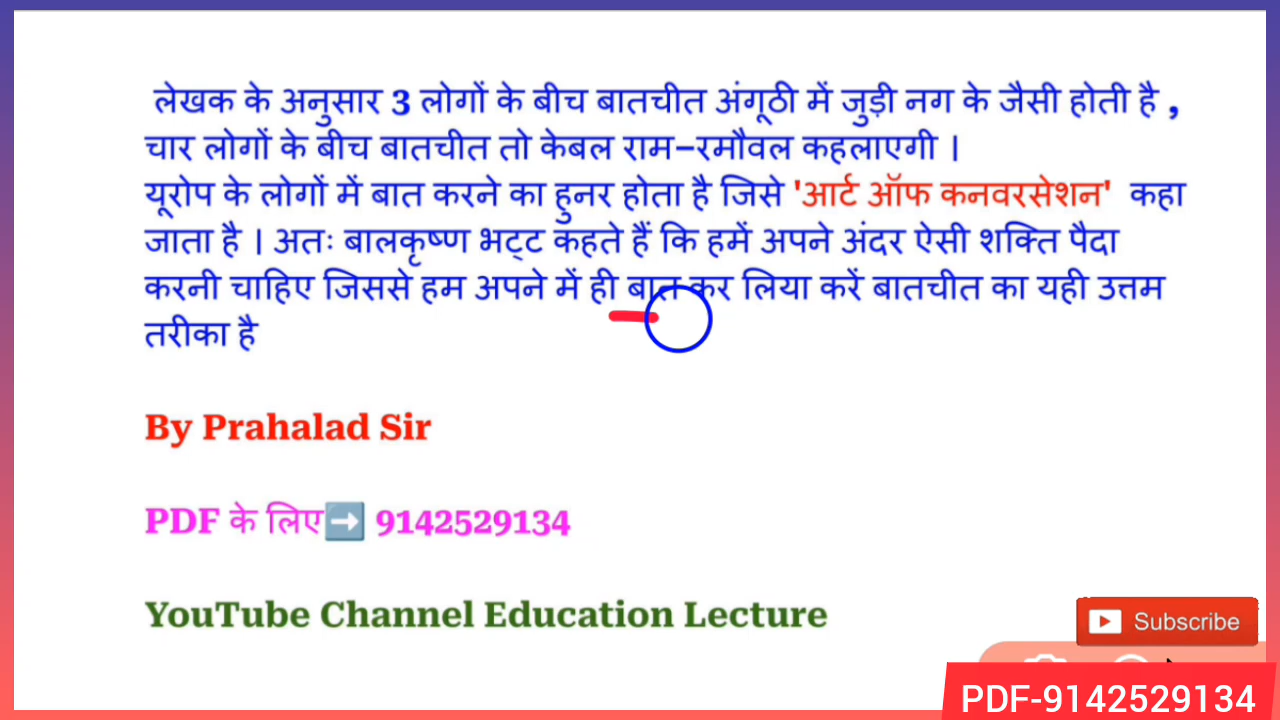 लेखक के अनुसार 3 लोगों के बीच बातचीत अंगूठी में जुड़ी नग के जैसी होती है ,
चार लोगों के बीच बातचीत तो केबल राम–रमौवल कहलाएगी ।
यूरोप के लोगों में बात करने का हुनर होता है जिसे 'आर्ट ऑफ कनवरसेशन' कहा
जाता है । अतः बालकृष्ण भट्ट कहते हैं कि हमें अपने अंदर ऐसी शक्ति पैदा
करनी चाहिए जिससे हम अपने में ही बात कर लिया करें बातचीत का यही उत्तम
तरीका है
By Prahalad Sir
PDF के लिए➡️ 9142529134
YouTube Channel Education Lecture
Subscribe
PDF-9142529134